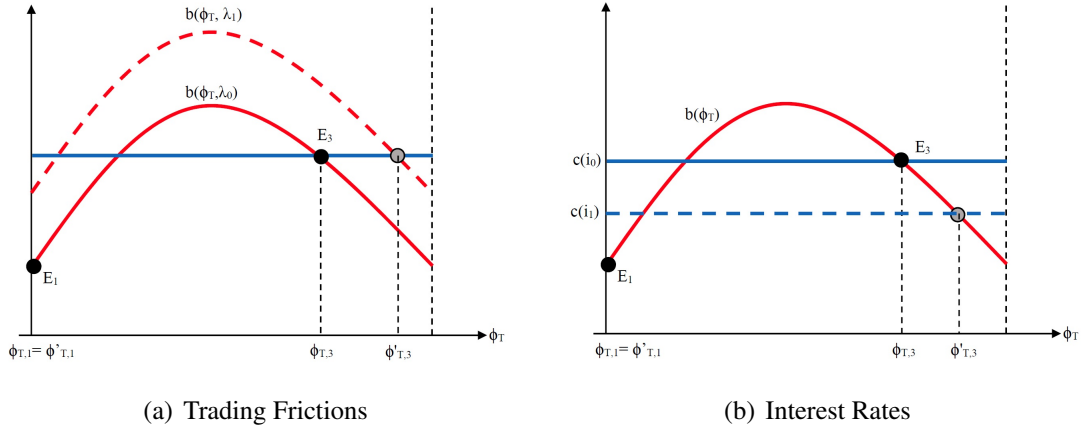 b(ϕT, λ1)
b(ϕT,λ0)
E3
E1
ϕT
ϕT,1= ϕ’T,1
ϕT,3
ϕ'T,3
(a) Trading Frictions
b(ϕT)
E3
c(i0)
c(i1)
E1
ϕT
ϕT,1= ϕ’T,1
ϕT,3
ϕ'T,3
(b) Interest Rates